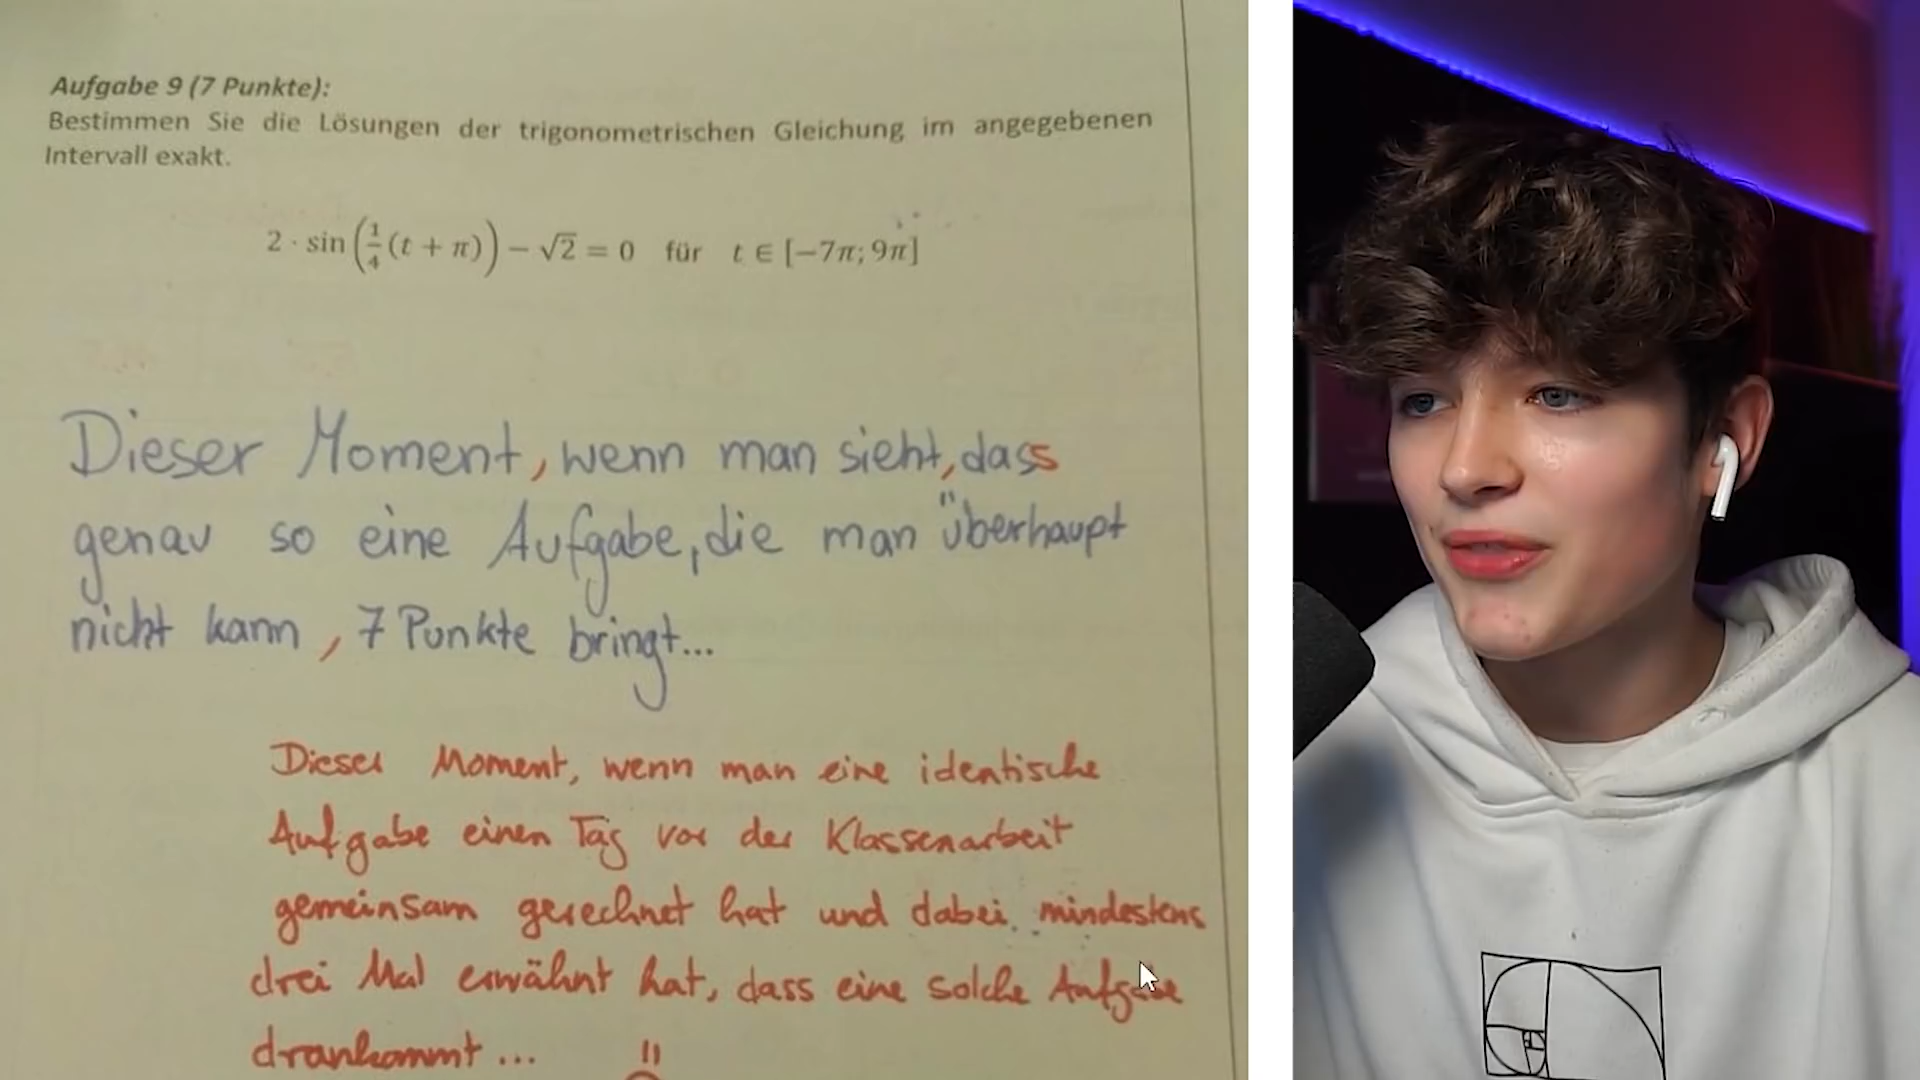 Aufgabe 9 (7 Punkte):
Bestimmen Sie die Lösungen der trigonometrischen Gleichung im angegebenen
Intervall exakt.
2 · sin (1/4 (t + π)) − √2 = 0 für t ∈ [−7π; 9π]
Dieser Moment, wenn man sieht, dass
genau so eine Aufgabe, die man überhaupt
nicht kann, 7 Punkte bringt...
Dieser Moment, wenn man eine identische
Aufgabe einen Tag vor der Klassenarbeit
gemeinsam gerechnet hat und dabei mindestens
drei Mal erwähnt hat, dass eine solche Aufgabe
drankommt ...